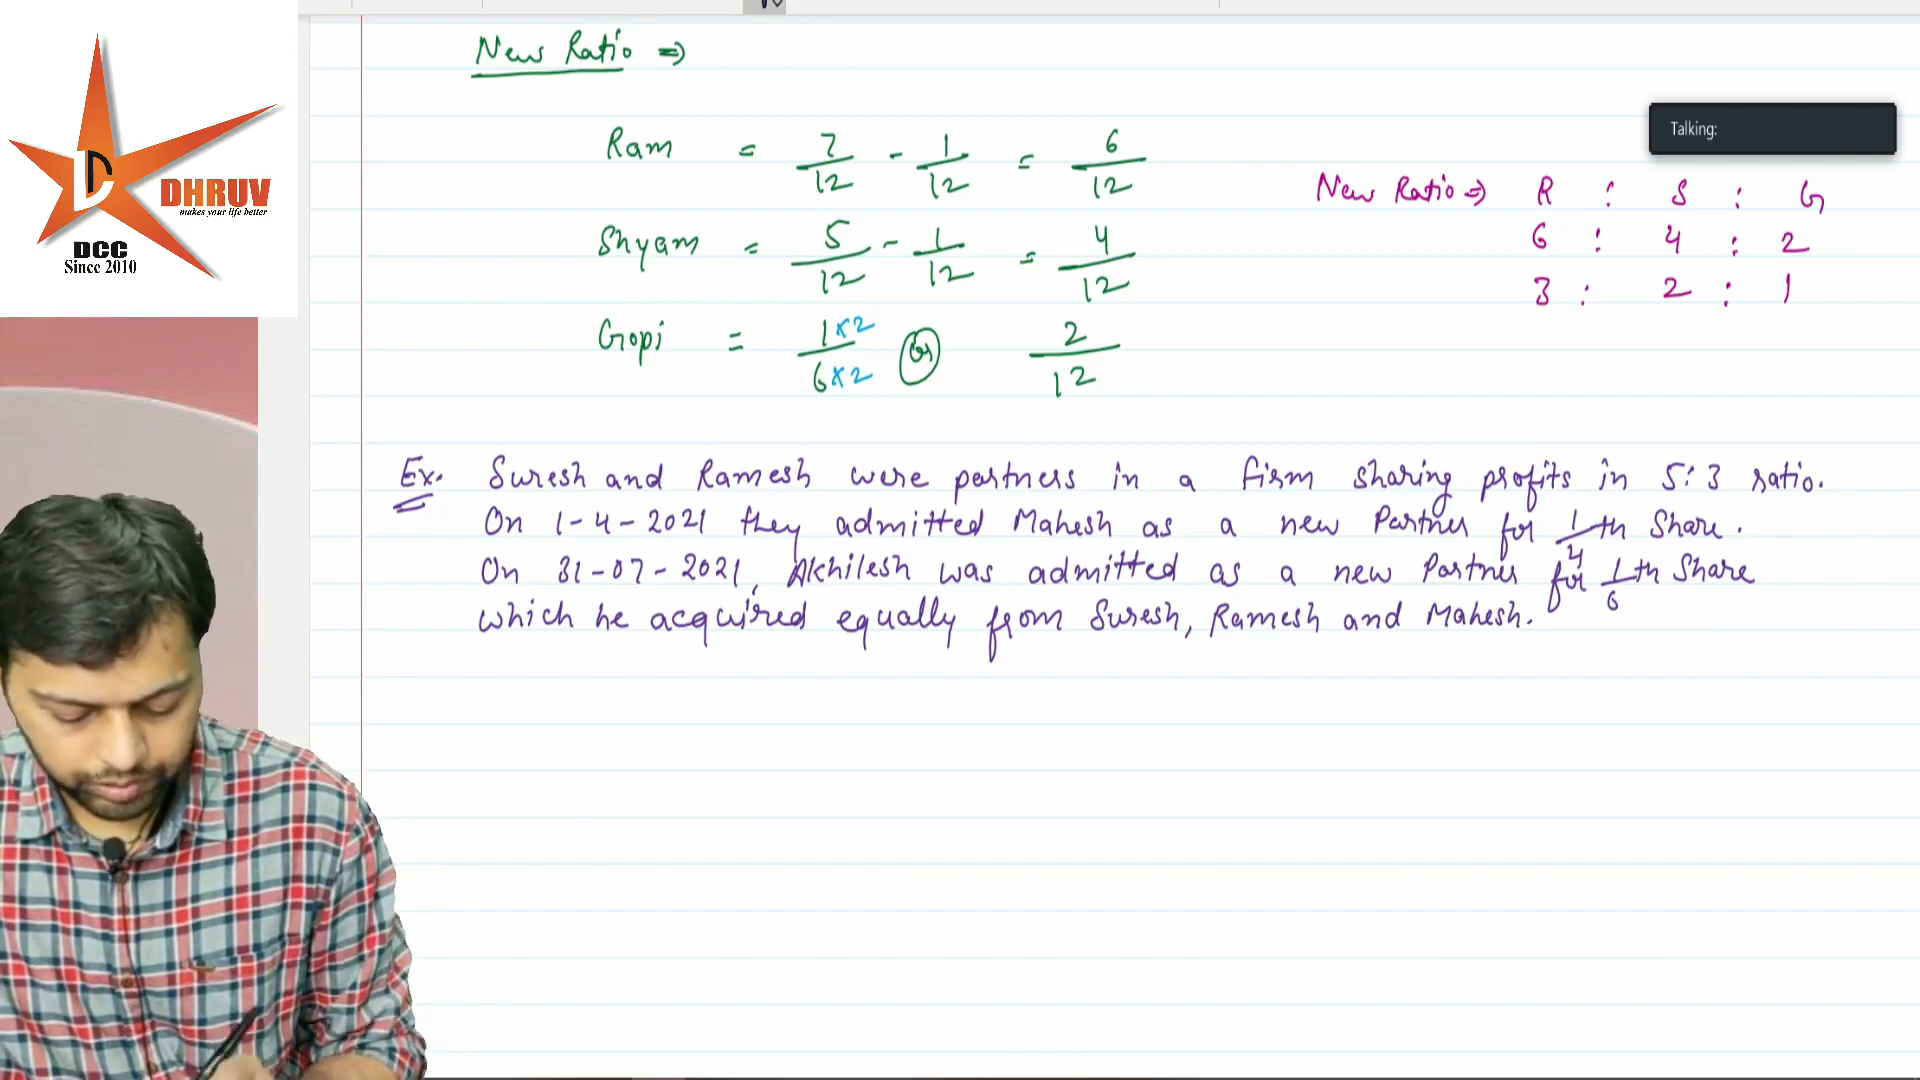 DHRUV
makes your life better
DCC
Since 2010
Talking:
New Ratio ⇒
Ram = 7/12 - 1/12 = 6/12
Shyam = 5/12 - 1/12 = 4/12
Gopi = 1×2/6×2 or 2/12
New Ratio ⇒ R : S : G
6 : 4 : 2
3 : 2 : 1
Ex. Suresh and Ramesh were partners in a firm sharing profits in 5:3 ratio.
On 1-4-2021 they admitted Mahesh as a new Partner for 1/4th Share.
On 31-07-2021, Akhilesh was admitted as a new Partner for 1/6th Share
which he acquired equally from Suresh, Ramesh and Mahesh.